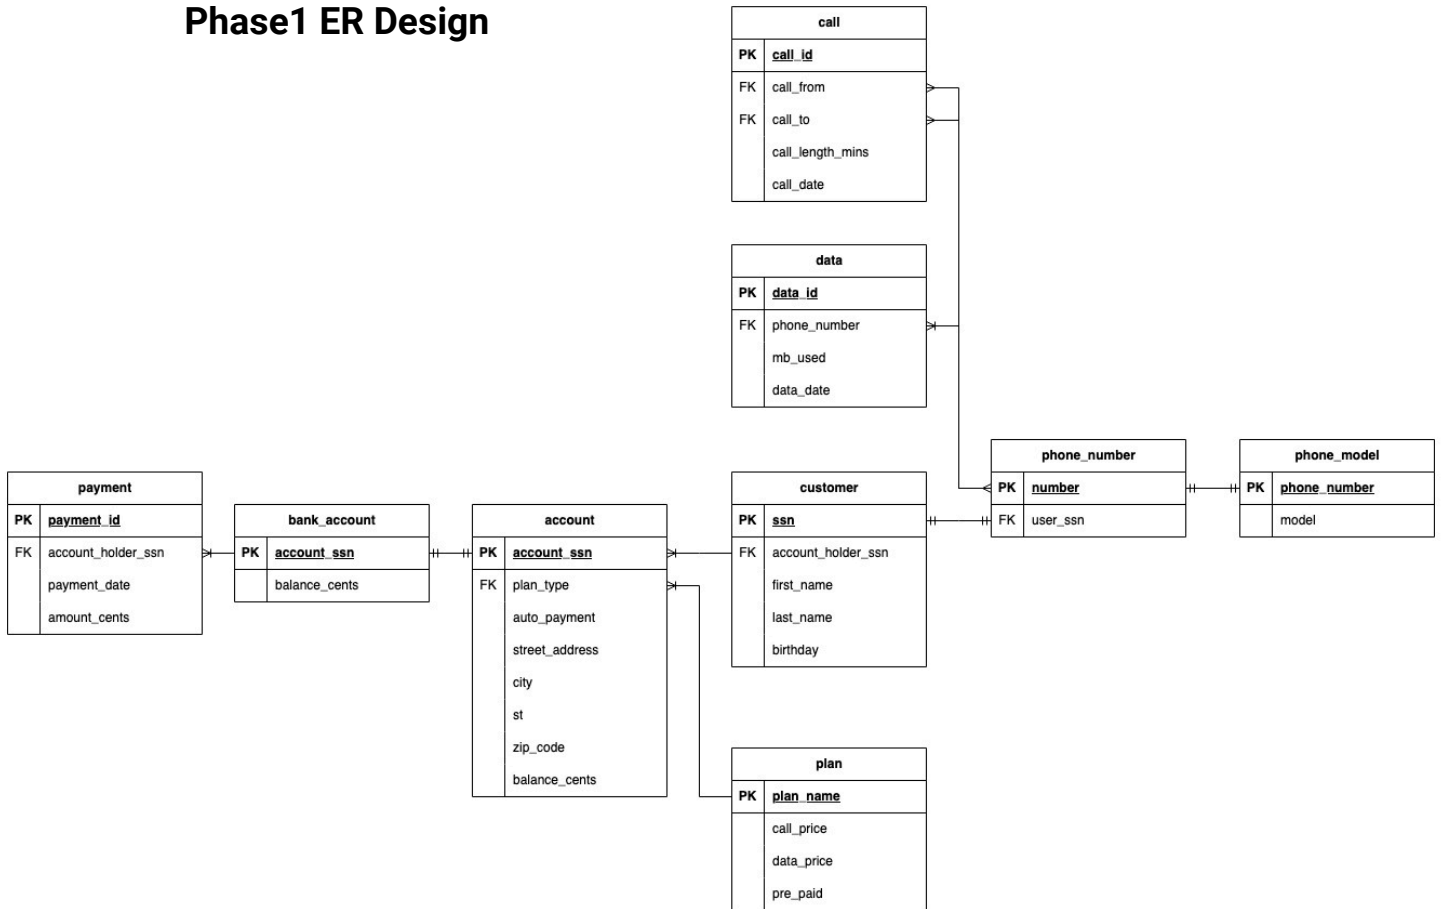 Phase1 ER Design
call
PK call_id
FK call_from
FK call_to
call_length_mins
call_date
data
PK data_id
FK phone_number
mb_used
data_date
phone_number
PK number
FK user_ssn
phone_model
PK phone_number
model
payment
PK payment_id
FK account_holder_ssn
payment_date
amount_cents
bank_account
PK account_ssn
balance_cents
account
PK account_ssn
FK plan_type
auto_payment
street_address
city
st
zip_code
balance_cents
customer
PK ssn
FK account_holder_ssn
first_name
last_name
birthday
plan
PK plan_name
call_price
data_price
pre_paid